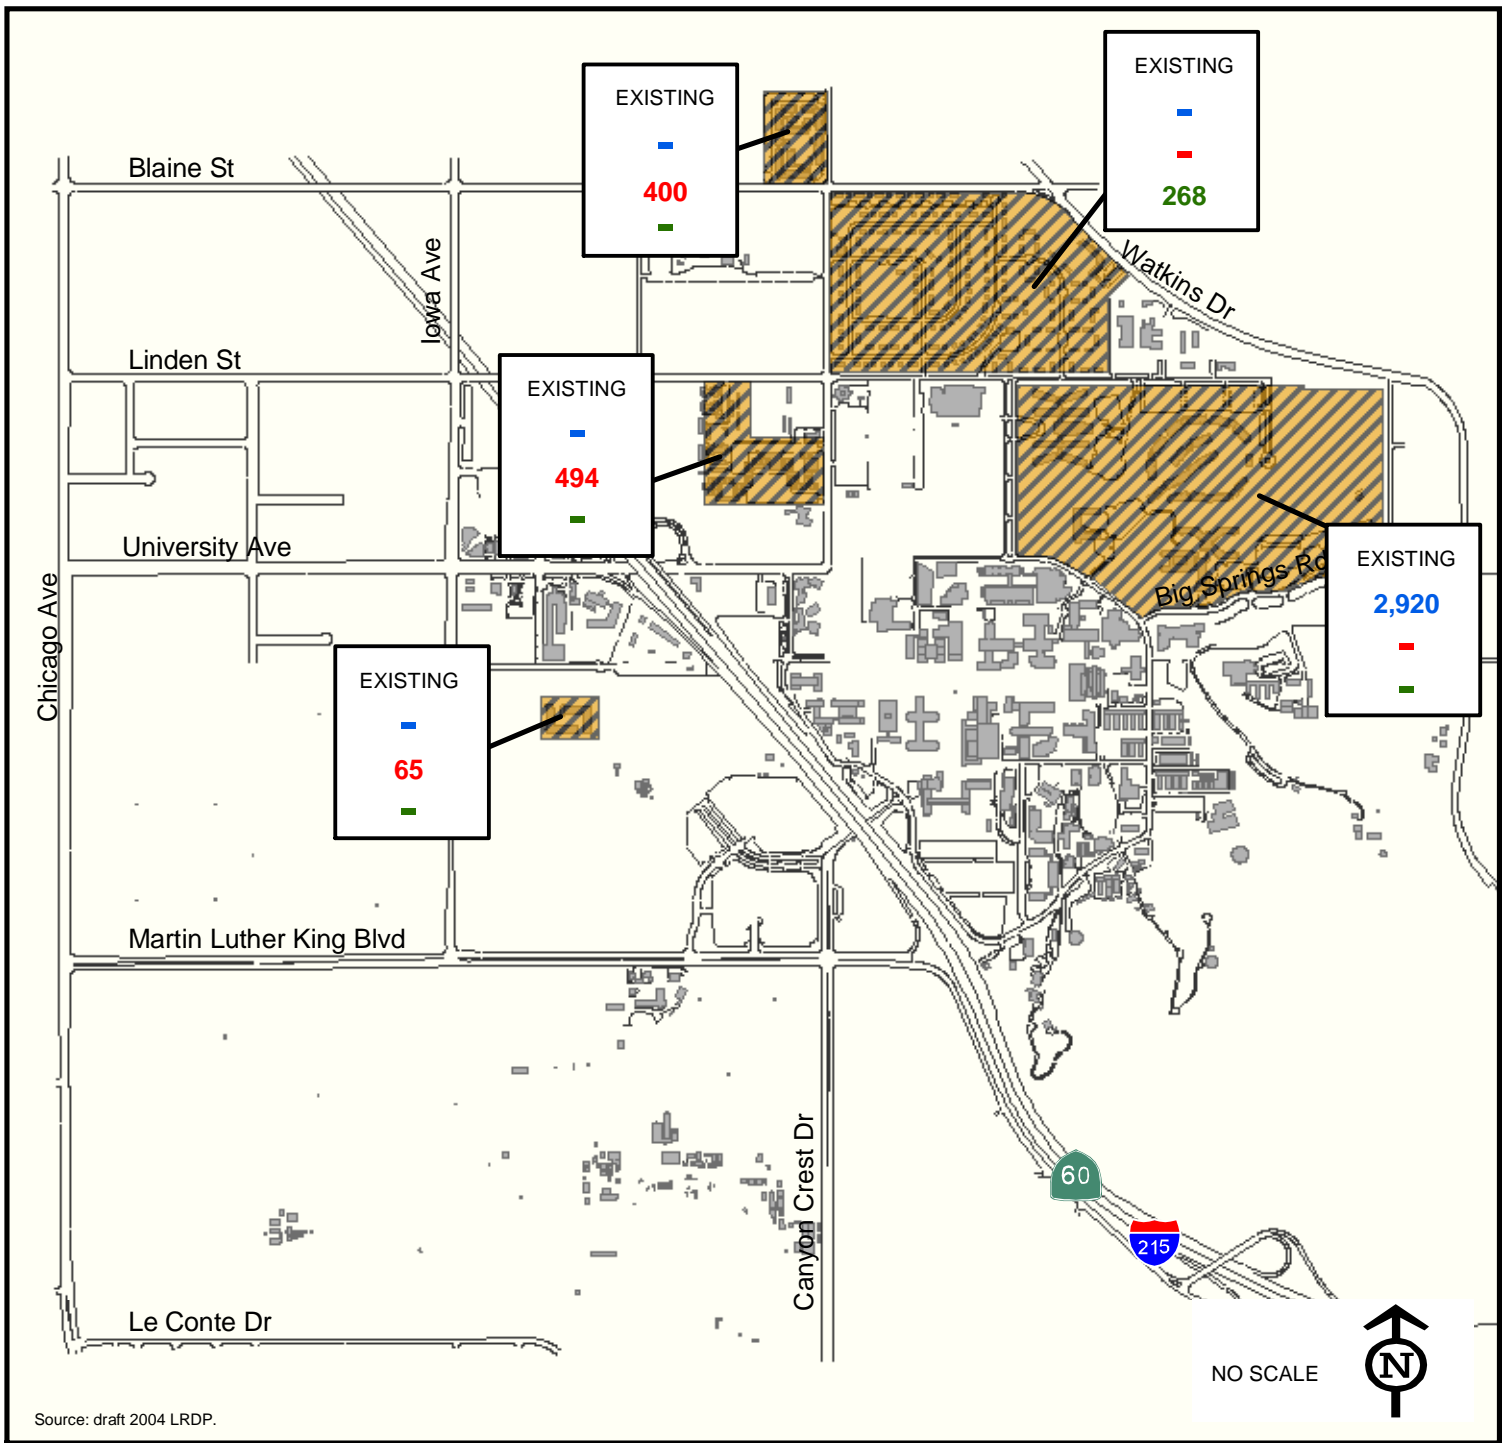 EXISTING
-
-
268
EXISTING
-
400
-
Blaine St
Iowa Ave
Watkins Dr
Linden St
EXISTING
-
494
-
University Ave
Big Springs Rd
EXISTING
2,920
-
-
Chicago Ave
EXISTING
-
65
-
Martin Luther King Blvd
Canyon Crest Dr
60
215
Le Conte Dr
NO SCALE
N
Source: draft 2004 LRDP.